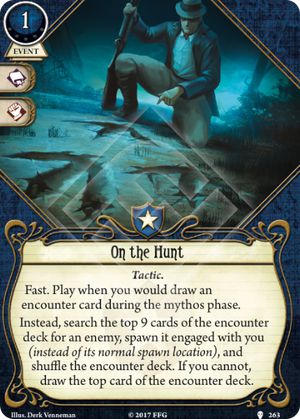 1
EVENT
On the Hunt
Tactic.
Fast. Play when you would draw an
encounter card during the mythos phase.
Instead, search the top 9 cards of the encounter
deck for an enemy, spawn it engaged with you
(instead of its normal spawn location), and
shuffle the encounter deck. If you cannot,
draw the top card of the encounter deck.
Illus. Derk Venneman
© 2017 FFG
263